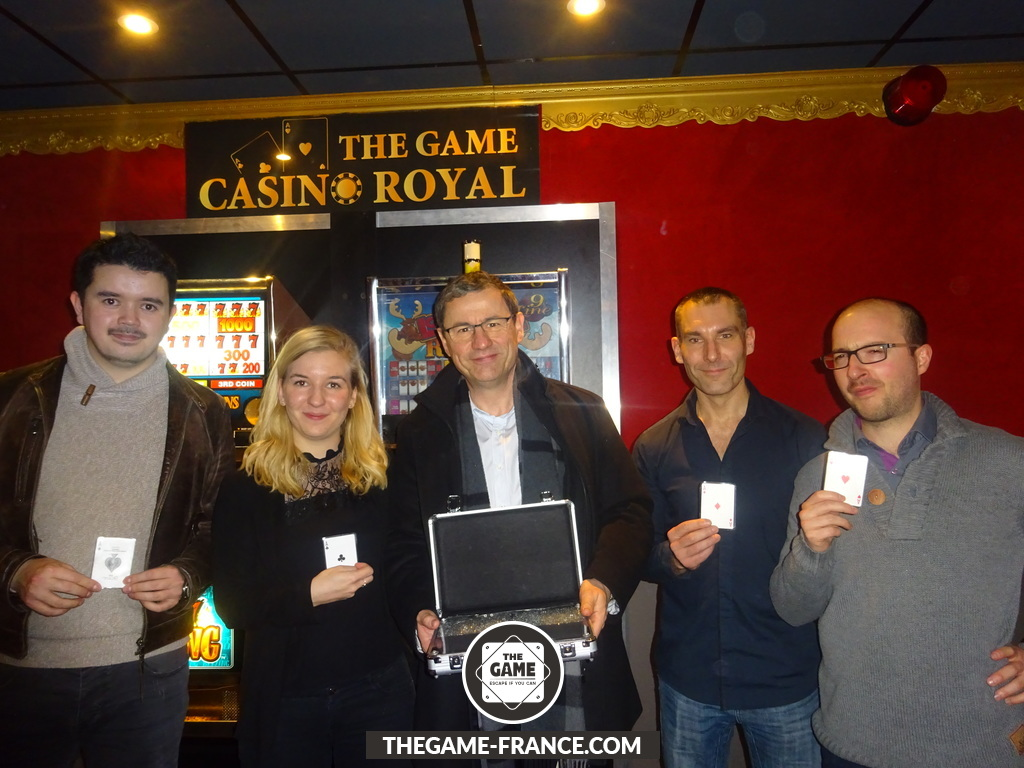 THE GAME
CASINO ROYAL
1000
300
200
3RD COIN
THE
GAME
ESCAPE IF YOU CAN
THEGAME-FRANCE.COM